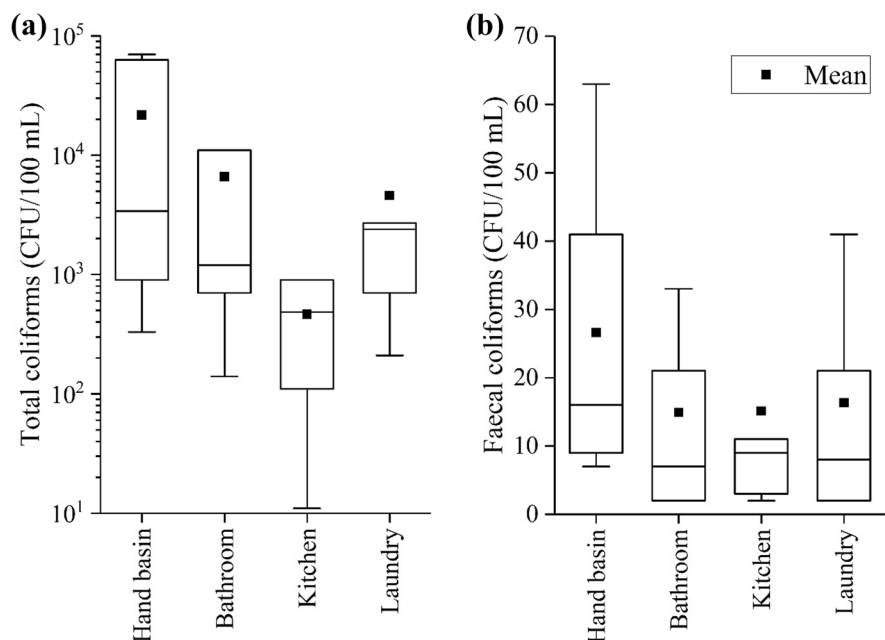 (a)
Total coliforms (CFU/100 mL)
10^5
10^4
10^3
10^2
10^1
Hand basin
Bathroom
Kitchen
Laundry
(b)
Faecal coliforms (CFU/100 mL)
70
60
50
40
30
20
10
0
Mean
Hand basin
Bathroom
Kitchen
Laundry